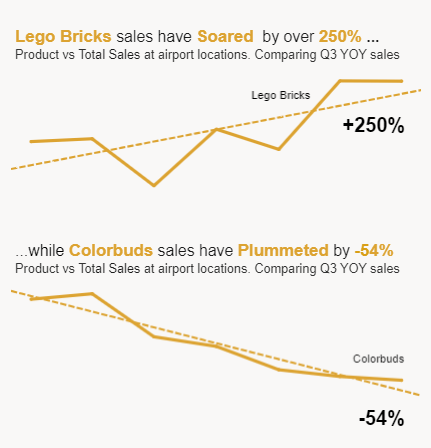 Lego Bricks sales have Soared by over 250% ...
Product vs Total Sales at airport locations. Comparing Q3 YOY sales
Lego Bricks
+250%
...while Colorbuds sales have Plummeted by -54%
Product vs Total Sales at airport locations. Comparing Q3 YOY sales
Colorbuds
-54%